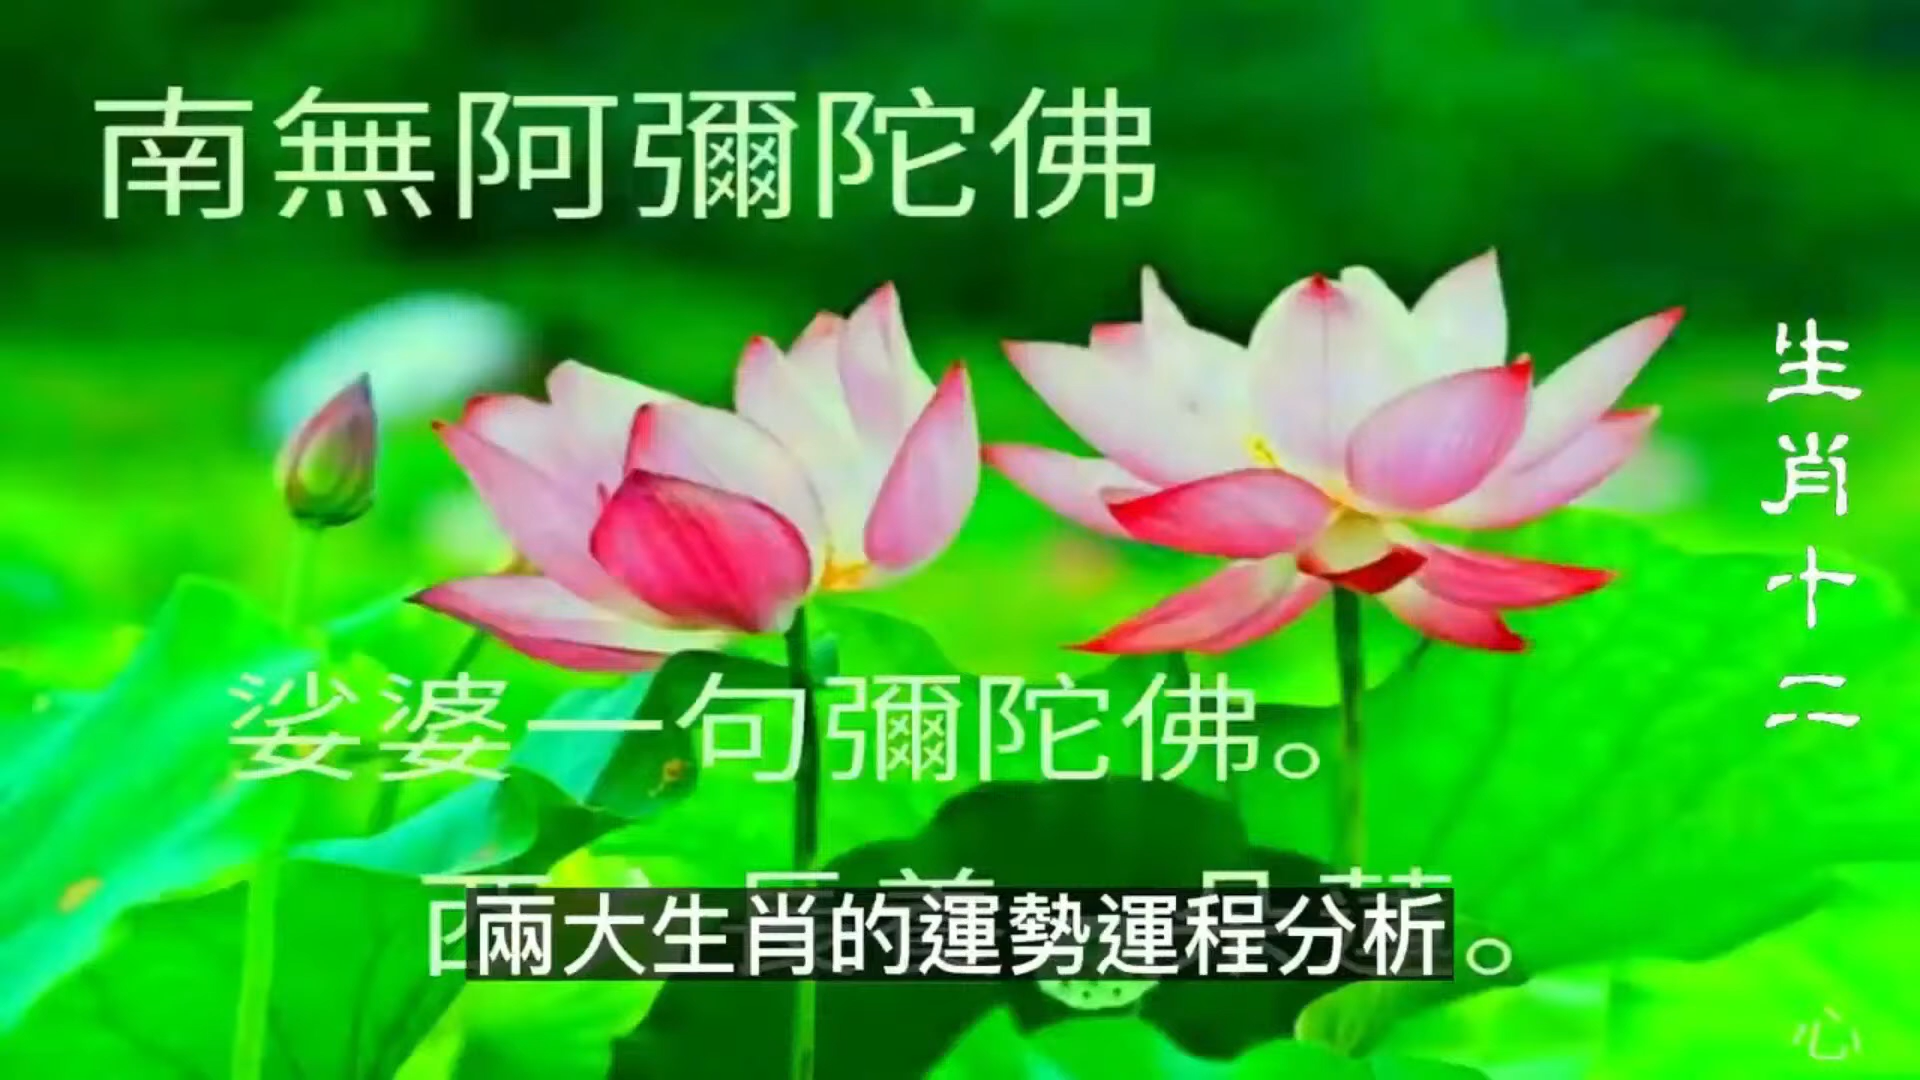 南無阿彌陀佛
生肖十二
娑婆一句彌陀佛。
兩大生肖的運勢運程分析
心